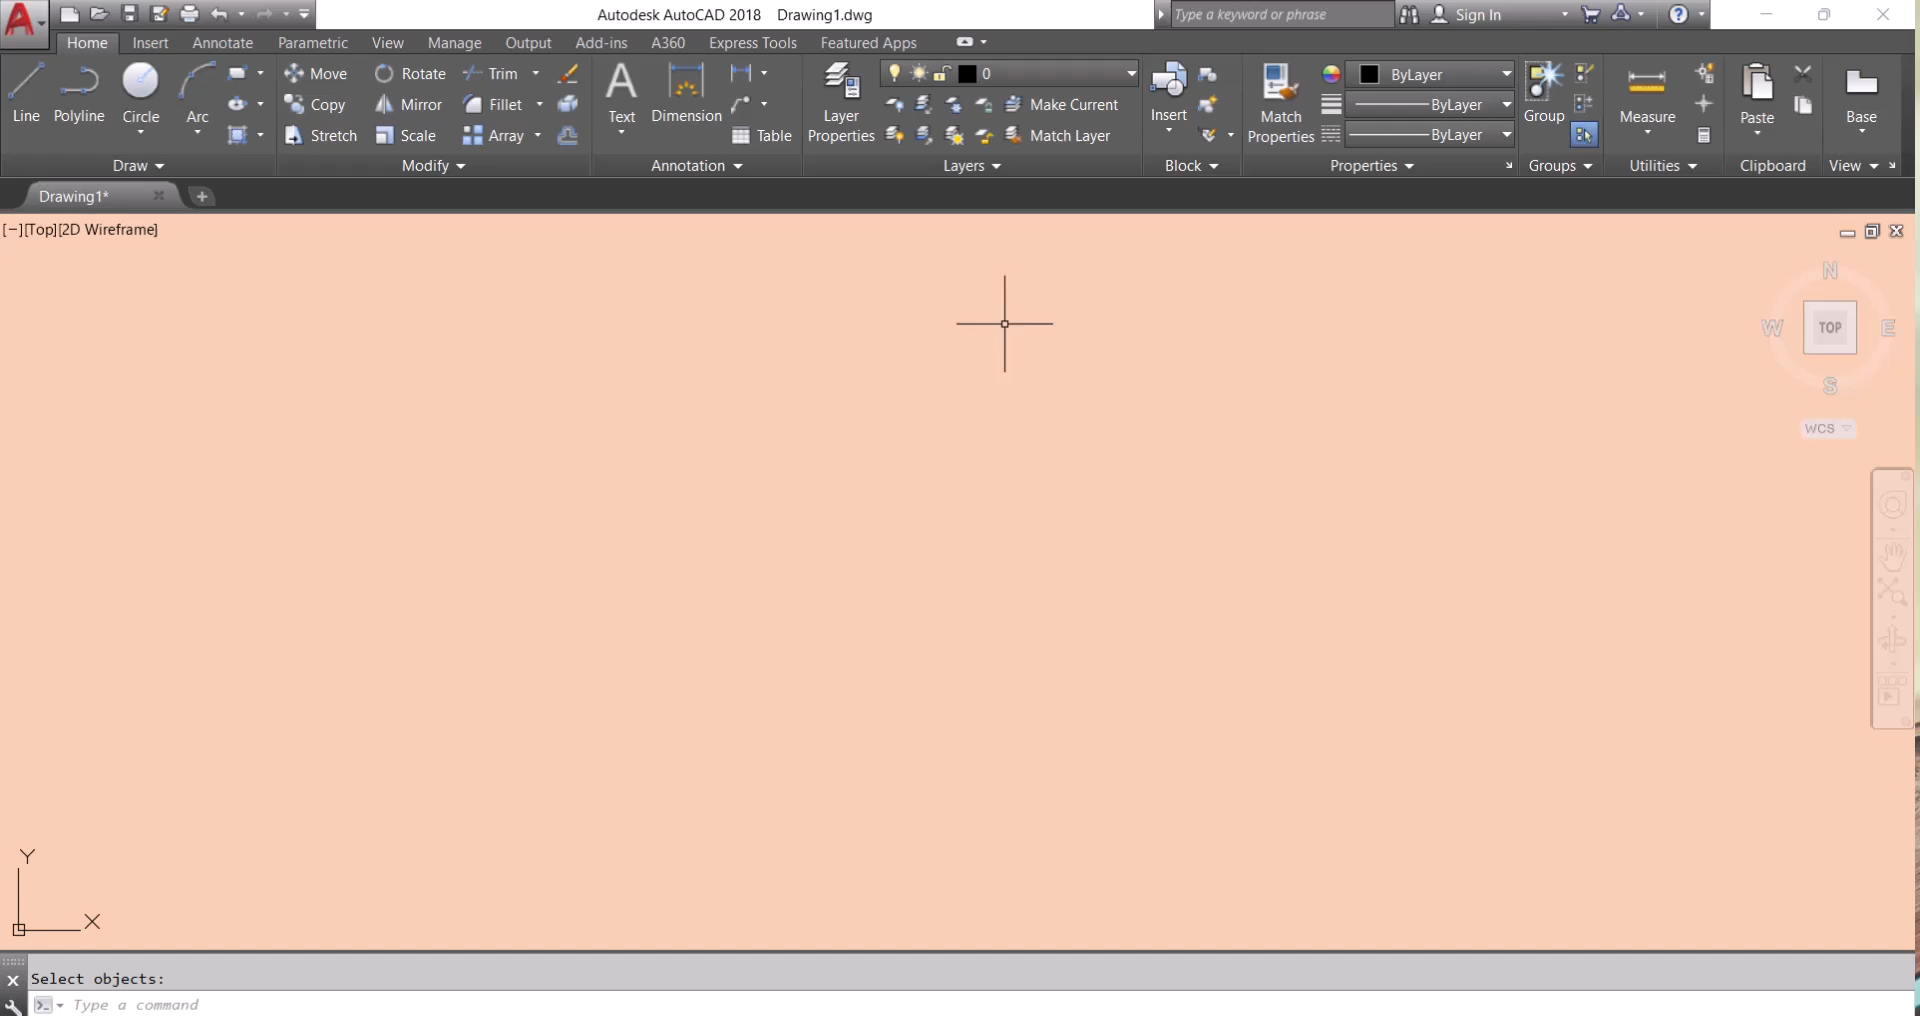 Autodesk AutoCAD 2018 Drawing1.dwg
Type a keyword or phrase
Sign In
Home Insert Annotate Parametric View Manage Output Add-ins A360 Express Tools Featured Apps
Line
Polyline
Circle
Arc
Draw
Move
Rotate
Trim
Copy
Mirror
Fillet
Stretch
Scale
Array
Modify
Text
Dimension
Table
Annotation
Layer
Properties
0
Make Current
Match Layer
Layers
Insert
Block
Match
Properties
ByLayer
ByLayer
ByLayer
Properties
Group
Groups
Measure
Utilities
Paste
Clipboard
Base
View
Drawing1*
[−][Top][2D Wireframe]
N
W
TOP
E
S
WCS
Y
X
Select objects:
Type a command